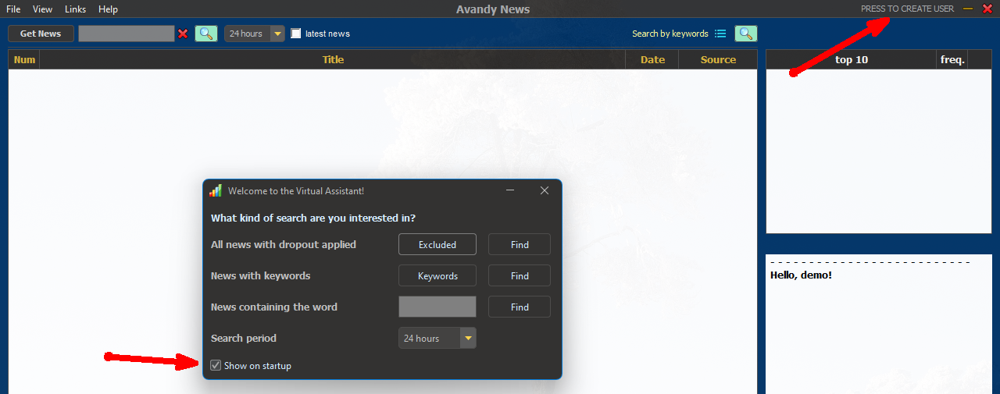 File View Links Help Avandy News PRESS TO CREATE USER
Get News 24 hours latest news Search by keywords
Num Title Date Source top 10 freq.
Welcome to the Virtual Assistant!
What kind of search are you interested in?
All news with dropout applied Excluded Find
News with keywords Keywords Find
News containing the word Find
Search period 24 hours
Show on startup
- - - - - - - - - - - - - - - - - - - - - - - - - -
Hello, demo!